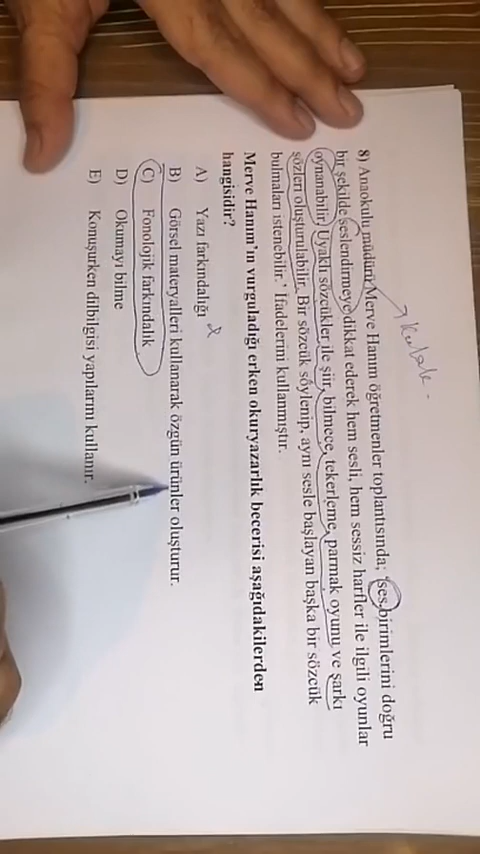 8) Anaokulu müdürü Merve Hanım öğretmenler toplantısında; 'ses birimlerini doğru
bir şekilde seslendirmeye dikkat ederek hem sesli, hem sessiz harfler ile ilgili oyunlar
oynanabilir. Uyaklı sözcükler ile şiir, bilmece, tekerleme, parmak oyunu ve şarkı
sözleri oluşturulabilir. Bir sözcük söylenip, aynı sesle başlayan başka bir sözcük
bulmaları istenebilir.' İfadelerini kullanmıştır.
Merve Hanım'ın vurguladığı erken okuryazarlık becerisi aşağıdakilerden
hangisidir?
A) Yazı farkındalığı
B) Görsel materyalleri kullanarak özgün ürünler oluşturur.
C) Fonolojik farkındalık
D) Okumayı bilme
E) Konuşurken dilbilgisi yapılarını kullanır.